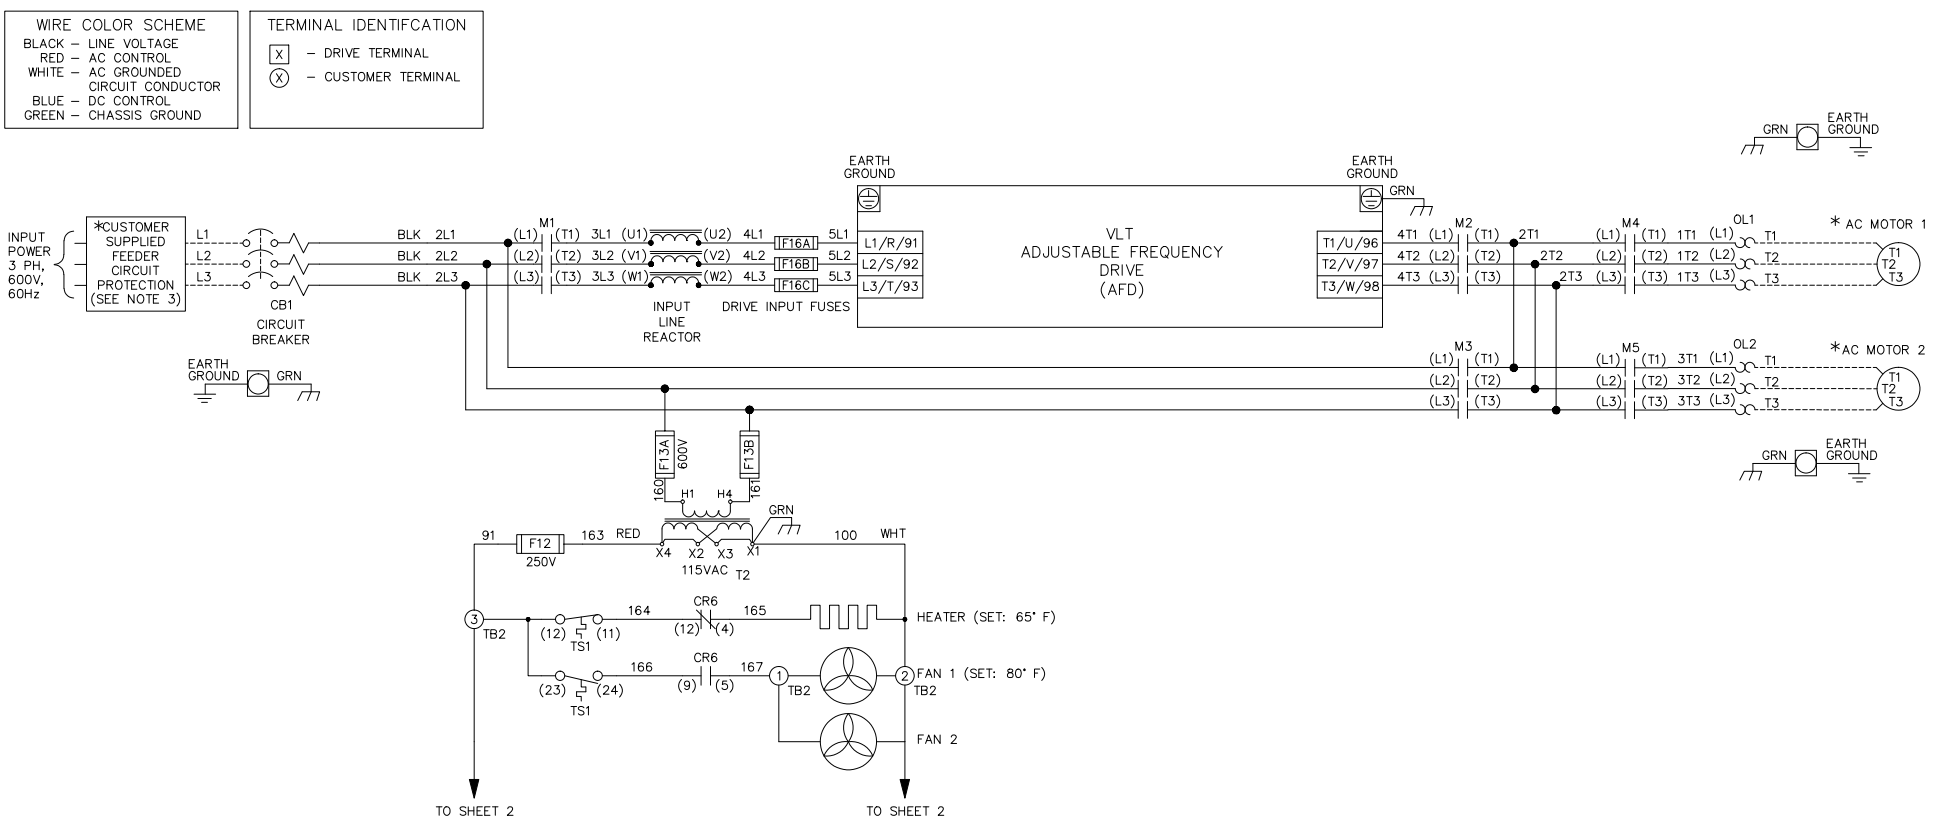 WIRE COLOR SCHEME
BLACK – LINE VOLTAGE
RED – AC CONTROL
WHITE – AC GROUNDED
CIRCUIT CONDUCTOR
BLUE – DC CONTROL
GREEN – CHASSIS GROUND
TERMINAL IDENTIFCATION
X – DRIVE TERMINAL
X – CUSTOMER TERMINAL
GRN
EARTH
GROUND
INPUT
POWER
3 PH,
600V,
60Hz
*CUSTOMER
SUPPLIED
FEEDER
CIRCUIT
PROTECTION
(SEE NOTE 3)
L1
L2
L3
CB1
CIRCUIT
BREAKER
EARTH
GROUND
GRN
BLK 2L1
BLK 2L2
BLK 2L3
M1
(L1) (T1) 3L1 (U1) (U2) 4L1 F16A 5L1
(L2) (T2) 3L2 (V1) (V2) 4L2 F16B 5L2
(L3) (T3) 3L3 (W1) (W2) 4L3 F16C 5L3
INPUT
LINE
REACTOR
DRIVE INPUT FUSES
EARTH
GROUND
L1/R/91
L2/S/92
L3/T/93
VLT
ADJUSTABLE FREQUENCY
DRIVE
(AFD)
EARTH
GROUND
GRN
T1/U/96
T2/V/97
T3/W/98
M2
4T1 (L1) (T1) 2T1
4T2 (L2) (T2) 2T2
4T3 (L3) (T3) 2T3
M4
(L1) (T1) 1T1 (L1)
(L2) (T2) 1T2 (L2)
(L3) (T3) 1T3 (L3)
OL1
T1
T2
T3
* AC MOTOR 1
T1
T2
T3
M3
(L1) (T1)
(L2) (T2)
(L3) (T3)
M5
(L1) (T1) 3T1 (L1)
(L2) (T2) 3T2 (L2)
(L3) (T3) 3T3 (L3)
OL2
T1
T2
T3
*AC MOTOR 2
T1
T2
T3
GRN
EARTH
GROUND
F13A
600V
F13B
160
161
H1
H4
GRN
91
F12
250V
163
RED
X4
X2
X3
X1
115VAC
T2
100
WHT
3
TB2
(12) (11)
TS1
164
CR6
(12) (4)
165
HEATER (SET: 65° F)
(23) (24)
TS1
166
CR6
(9) (5)
167
1
TB2
2
TB2
FAN 1 (SET: 80° F)
FAN 2
TO SHEET 2
TO SHEET 2